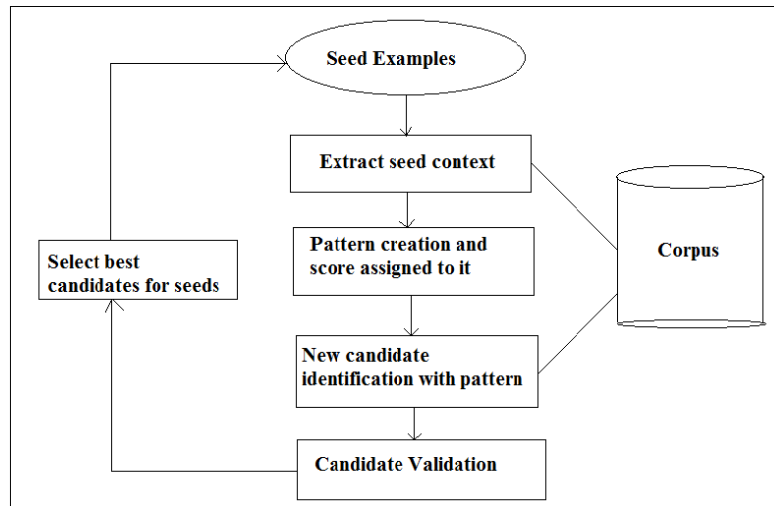 Seed Examples
Extract seed context
Pattern creation and
score assigned to it
Corpus
Select best
candidates for seeds
New candidate
identification with pattern
Candidate Validation